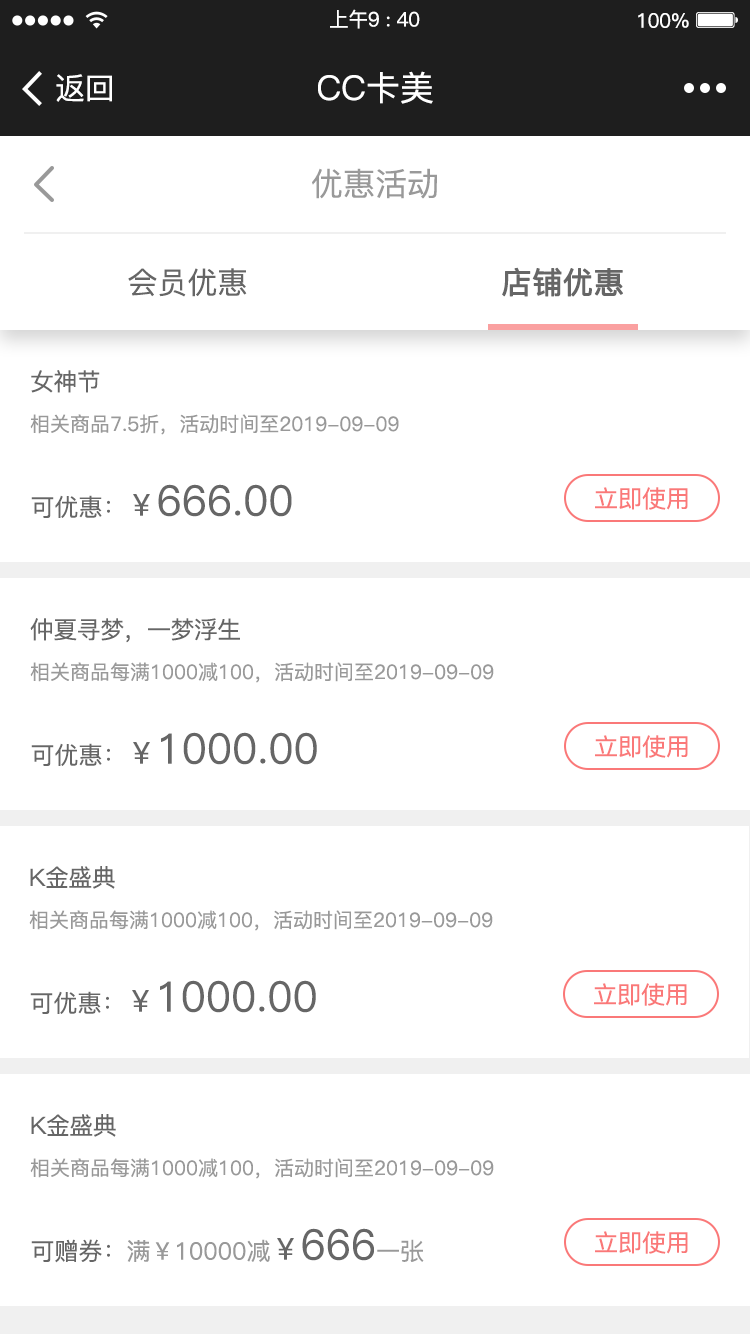 上午9 : 40
100%
返回
CC卡美
优惠活动
会员优惠
店铺优惠
女神节
相关商品7.5折，活动时间至2019-09-09
可优惠：￥666.00
立即使用
仲夏寻梦，一梦浮生
相关商品每满1000减100，活动时间至2019-09-09
可优惠：￥1000.00
立即使用
K金盛典
相关商品每满1000减100，活动时间至2019-09-09
可优惠：￥1000.00
立即使用
K金盛典
相关商品每满1000减100，活动时间至2019-09-09
可赠券：满￥10000减￥666一张
立即使用